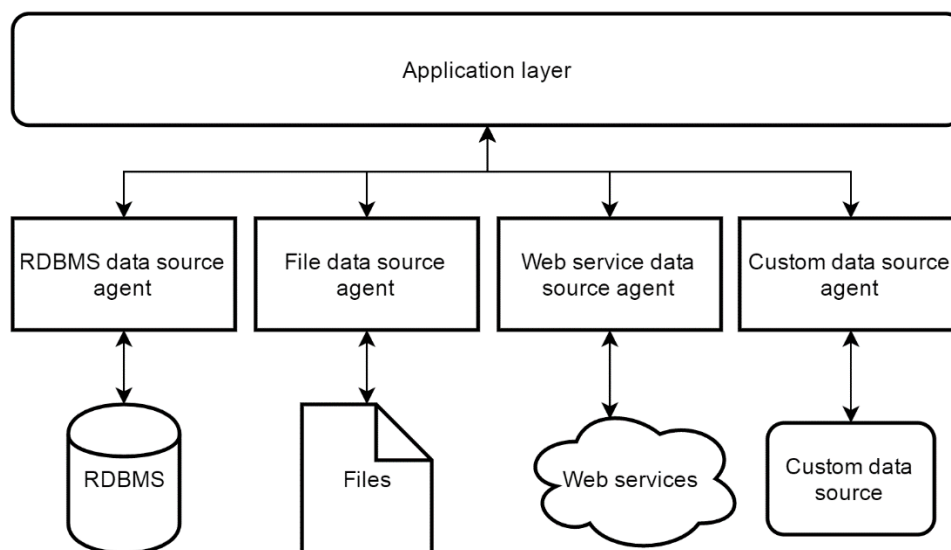 Application layer
RDBMS data source
agent
File data source
agent
Web service data
source agent
Custom data source
agent
RDBMS
Files
Web services
Custom data
source